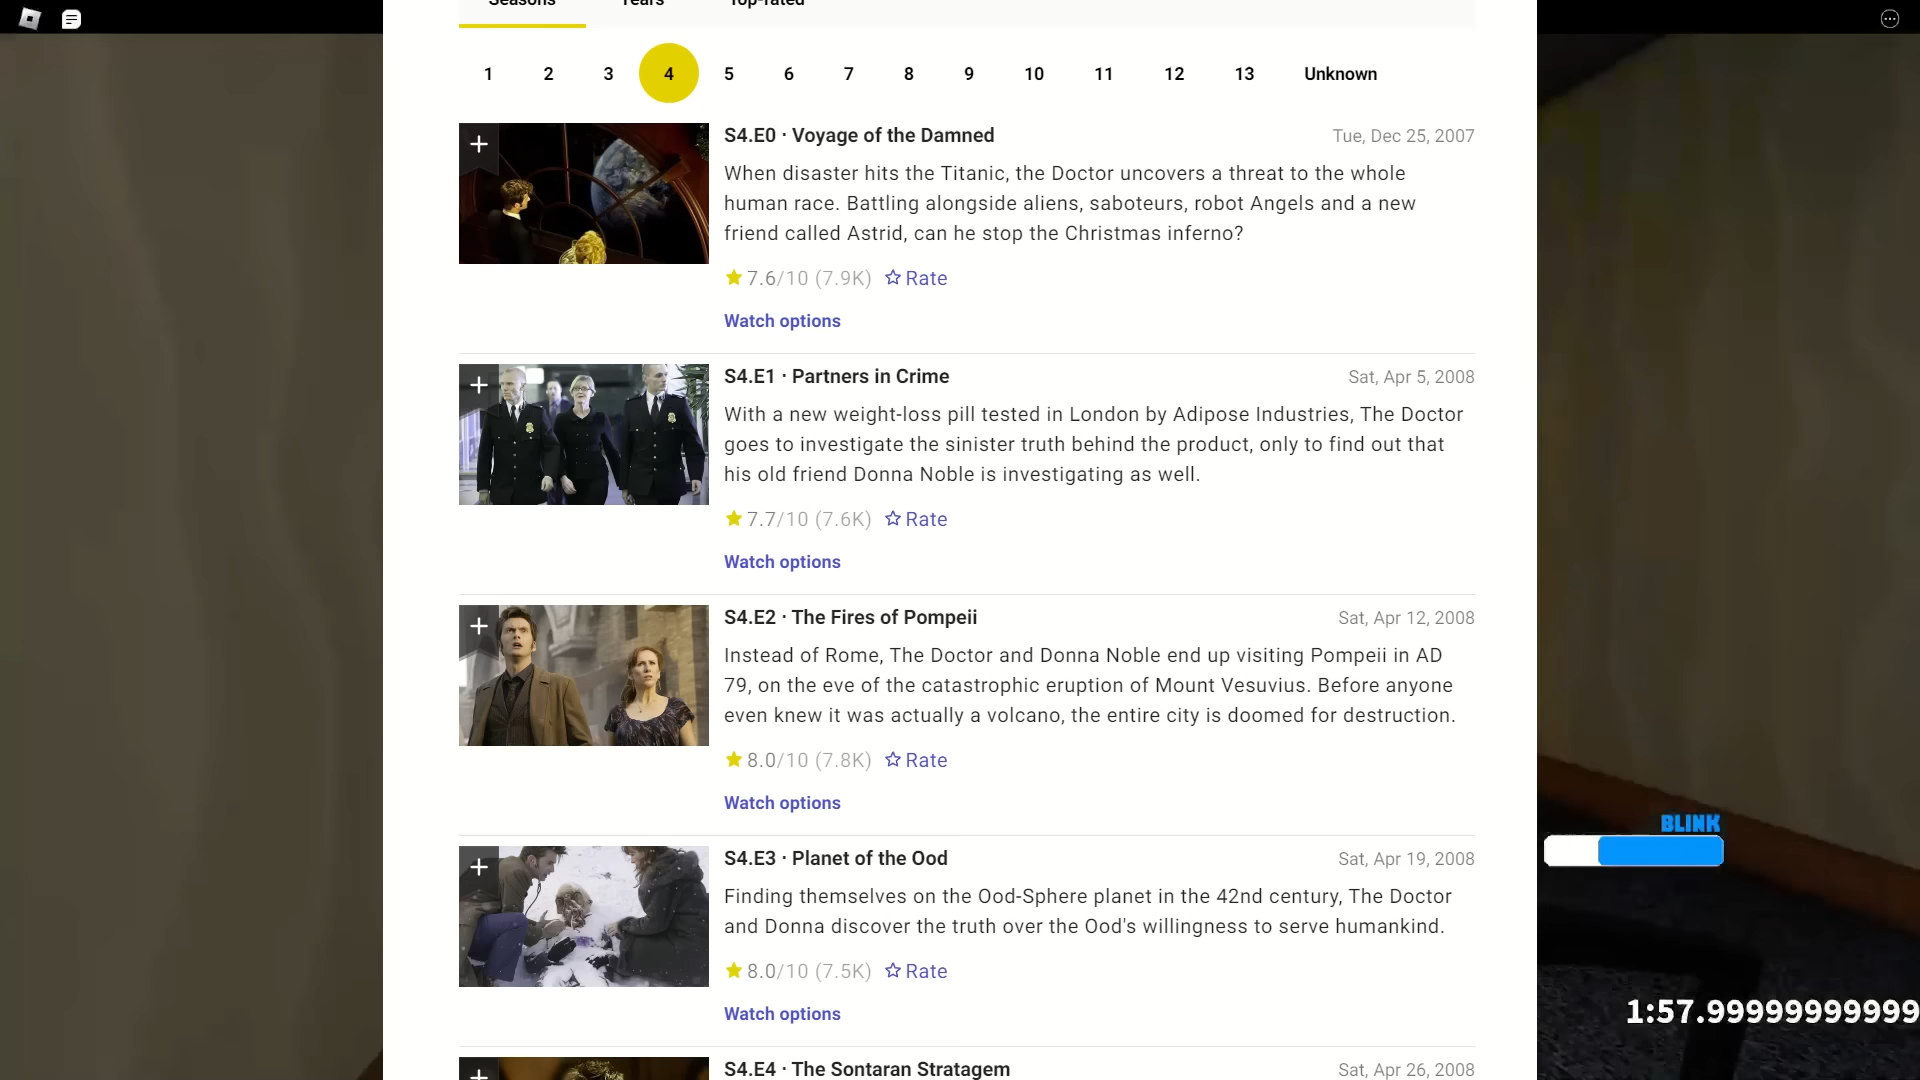 Seasons Years Top-rated
1 2 3 4 5 6 7 8 9 10 11 12 13 Unknown
S4.E0 · Voyage of the Damned
Tue, Dec 25, 2007
When disaster hits the Titanic, the Doctor uncovers a threat to the whole
human race. Battling alongside aliens, saboteurs, robot Angels and a new
friend called Astrid, can he stop the Christmas inferno?
7.6/10 (7.9K) Rate
Watch options
S4.E1 · Partners in Crime
Sat, Apr 5, 2008
With a new weight-loss pill tested in London by Adipose Industries, The Doctor
goes to investigate the sinister truth behind the product, only to find out that
his old friend Donna Noble is investigating as well.
7.7/10 (7.6K) Rate
Watch options
S4.E2 · The Fires of Pompeii
Sat, Apr 12, 2008
Instead of Rome, The Doctor and Donna Noble end up visiting Pompeii in AD
79, on the eve of the catastrophic eruption of Mount Vesuvius. Before anyone
even knew it was actually a volcano, the entire city is doomed for destruction.
8.0/10 (7.8K) Rate
Watch options
S4.E3 · Planet of the Ood
Sat, Apr 19, 2008
Finding themselves on the Ood-Sphere planet in the 42nd century, The Doctor
and Donna discover the truth over the Ood's willingness to serve humankind.
8.0/10 (7.5K) Rate
Watch options
S4.E4 · The Sontaran Stratagem
Sat, Apr 26, 2008
BLINK
1:57.99999999999